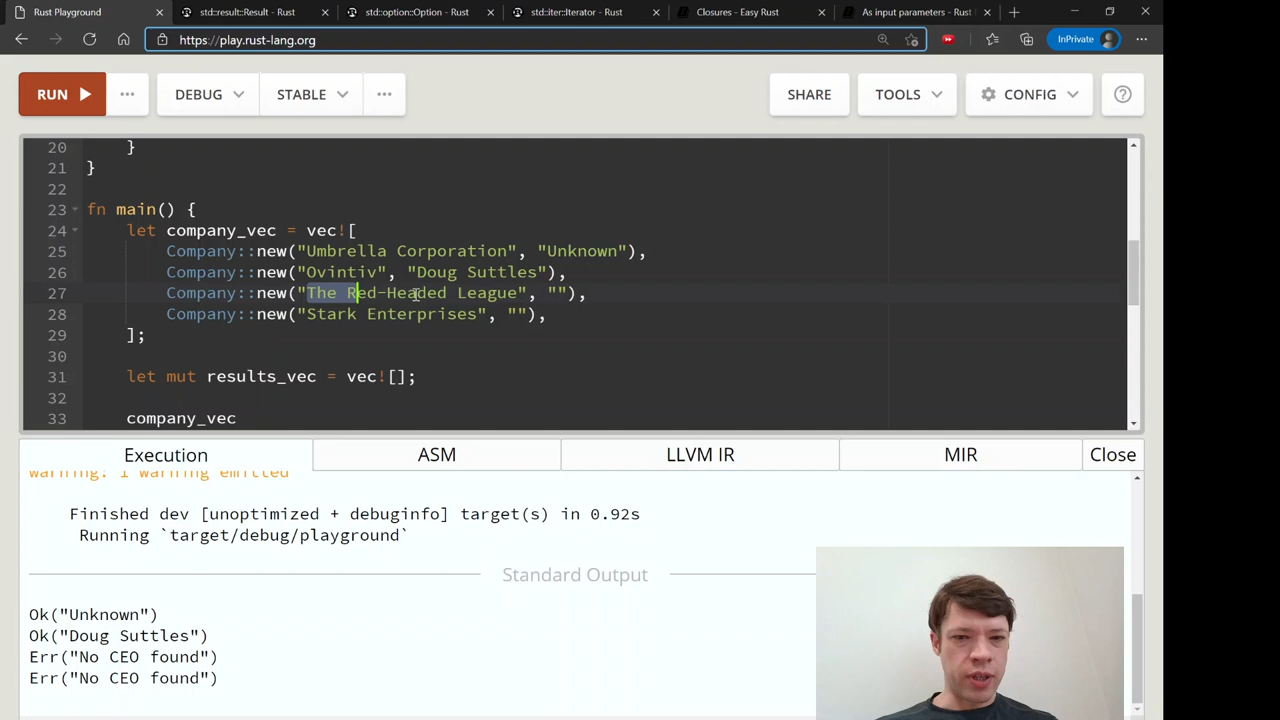 Rust Playground
std::result::Result - Rust
std::option::Option - Rust
std::iter::Iterator - Rust
Closures - Easy Rust
As input parameters - Rust
https://play.rust-lang.org
InPrivate
RUN
DEBUG
STABLE
SHARE
TOOLS
CONFIG
20 }
21 }
22
23 fn main() {
24 let company_vec = vec![
25 Company::new("Umbrella Corporation", "Unknown"),
26 Company::new("Ovintiv", "Doug Suttles"),
27 Company::new("The Red-Headed League", ""),
28 Company::new("Stark Enterprises", ""),
29 ];
30
31 let mut results_vec = vec![];
32
33 company_vec
Execution
ASM
LLVM IR
MIR
Close
warning: 1 warning emitted
Finished dev [unoptimized + debuginfo] target(s) in 0.92s
Running `target/debug/playground`
Standard Output
Ok("Unknown")
Ok("Doug Suttles")
Err("No CEO found")
Err("No CEO found")